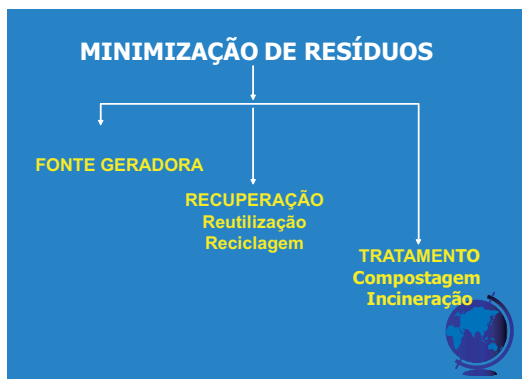 MINIMIZAÇÃO DE RESÍDUOS
FONTE GERADORA
RECUPERAÇÃO
Reutilização
Reciclagem
TRATAMENTO
Compostagem
Incineração